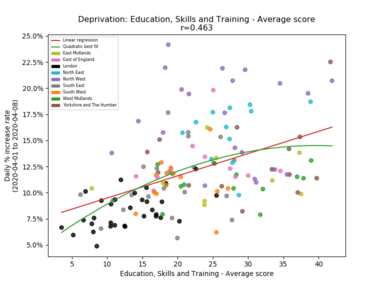 Deprivation: Education, Skills and Training - Average score
r=0.463
Daily % increase rate
(2020-04-01 to 2020-04-08)
25.0%
22.5%
20.0%
17.5%
15.0%
12.5%
10.0%
7.5%
5.0%
Linear regression
Quadratic best fit
East Midlands
East of England
London
North East
North West
South East
South West
West Midlands
Yorkshire and The Humber
5
10
15
20
25
30
35
40
Education, Skills and Training - Average score